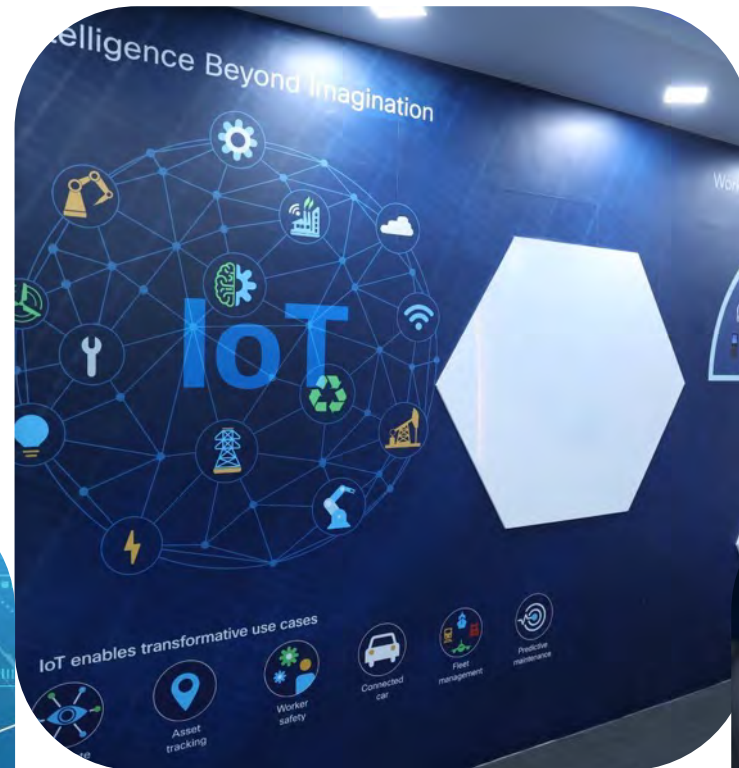 elligence Beyond Imagination
IoT
IoT enables transformative use cases
Asset
tracking
Worker
safety
Connected
car
Fleet
management
Predictive
maintenance